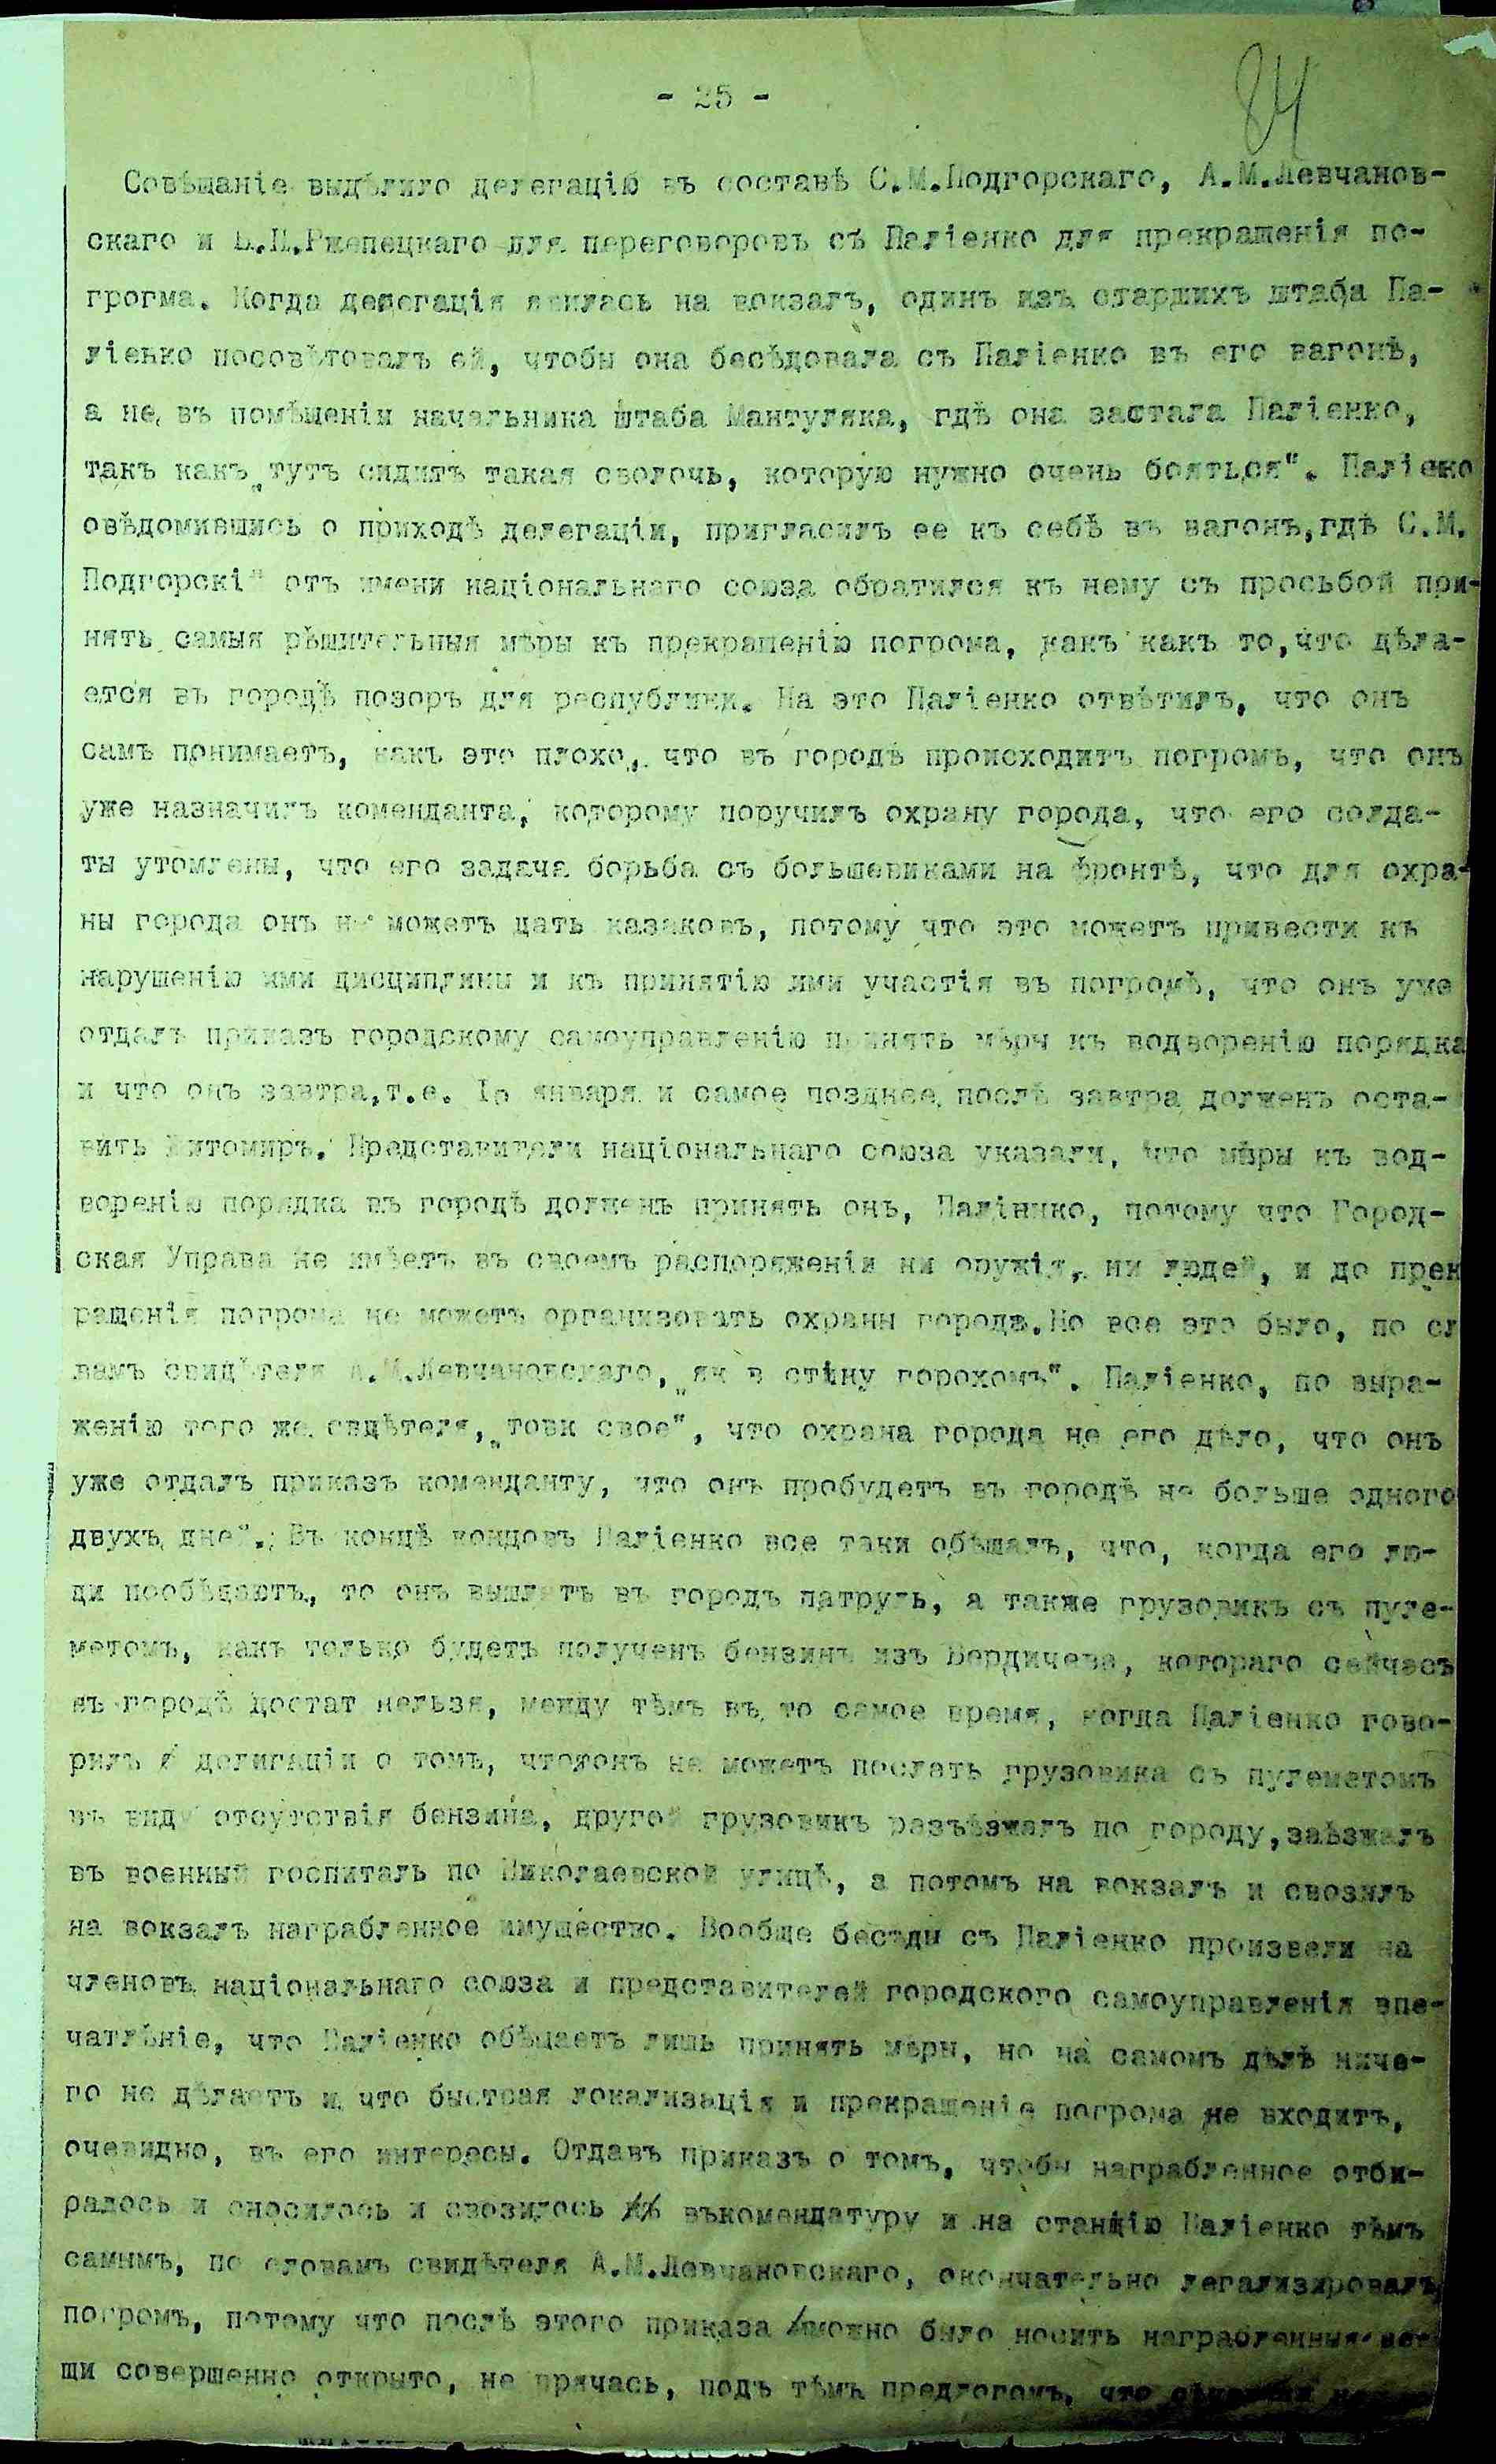 - 25 -
84
Совѣщаніе выдѣлило делегацію въ составѣ С.М.Подгорскаго, А.М.Левчанов-
скаго и В.П.Ржепецкаго для переговоровъ съ Паліенко для прекращенія по-
грогма. Когда делегація явилась на вокзалъ, одинъ изъ старшихъ штаба Па-
ліенко посовѣтовалъ ей, чтобы она бесѣдовала съ Паліенко въ его вагонѣ,
а не въ помѣщеніи начальника штаба Мантуляка, гдѣ она застала Паліенко,
такъ какъ „тутъ сидитъ такая сволочь, которую нужно очень бояться". Паліенко
овѣдомившись о приходѣ делегаціи, пригласилъ ее къ себѣ въ вагонъ,гдѣ С.М.
Подгорскій отъ имени національнаго союза обратился къ нему съ просьбой при-
нять самыя рѣшительныя мѣры къ прекращенію погрома, какъ какъ то,что дѣла-
ется въ городѣ позоръ для республики. На это Паліенко отвѣтилъ, что онъ
самъ понимаетъ, какъ это плохо, что въ городѣ происходитъ погромъ, что онъ
уже назначилъ коменданта, которому поручилъ охрану города, что его солда-
ты утомлены, что его задача борьба съ большевиками на фронтѣ, что для охра-
ны города онъ не можетъ дать казаковъ, потому что это можетъ привести къ
нарушенію ими дисциплины и къ принятію ими участія въ погромѣ, что онъ уже
отдалъ приказъ городскому самоуправленію принять мѣры къ водворенію порядка
и что онъ завтра,т.е. января и самое позднее послѣ завтра долженъ оста-
вить Житомиръ. Представители національнаго союза указали, что мѣры къ вод-
воренію порядка въ городѣ долженъ принять онъ, Палінико, потому что Город-
ская Управа не имѣетъ въ своемъ распоряженіи ни оружія, ни людей, и до прек
ращенія погрома не можетъ организовать охраны города.Но все это было, по сл
вамъ свидѣтеля А.М.Левчановскаго, „як в стѣну горохомъ". Паліенко, по выра-
женію того же свдѣтеля, „товк свое", что охрана города не его дѣло, что онъ
уже отдалъ приказъ коменданту, что онъ пробудетъ въ городѣ не больше одного
двухъ дней. Въ концѣ концовъ Паліенко все таки обѣщалъ, что, когда его лю-
ди пообѣдаютъ, то онъ вышлетъ въ городъ патруль, а также грузовикъ съ пуле-
метомъ, какъ только будетъ полученъ бензинъ изъ Бердичева, котораго сейчасъ
въ городѣ достат нельзя, между тѣмъ въ то самое время, когда Паліенко гово-
рилъ делигаціи о томъ, что онъ не можетъ послать грузовика съ пулеметомъ
въ виду отсутствія бензина, другой грузовикъ разъѣзжалъ по городу,заѣзжалъ
въ военный госпиталь по Николаевской улицѣ, а потомъ на вокзалъ и свозилъ
на вокзалъ награбленное имущество. Вообще бесѣды съ Паліенко произвели на
членовъ національнаго союза и представителей городского самоуправленія впе-
чатлѣніе, что Паліенко обѣщаетъ лишь принять мѣры, но на самомъ дѣлѣ ниче-
го не дѣлаетъ и что быстрая локализація и прекращеніе погрома не входитъ,
очевидно, въ его интересы. Отдавъ приказъ о томъ, чтобы награбленное отби-
ралось и сносилось и свозилось въкомендатуру и на станцію Паліенко тѣмъ
самымъ, по словамъ свидѣтеля А.М.Левчановскаго, окончательно легализировалъ
погромъ, потому что послѣ этого приказа можно было носить награбленныя ве-
щи совершенно открыто, не прячась, подъ тѣмъ предлогомъ, что